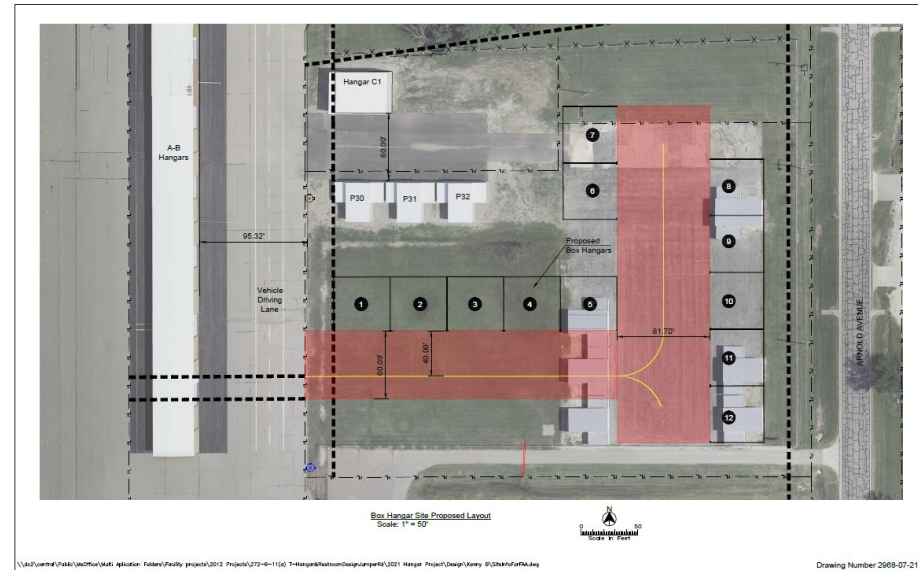 Hangar C1
A-B
Hangars
60.00'
P30
P31
P32
95.32'
Vehicle
Driving
Lane
Proposed
Box Hangars
7
6
8
9
10
11
12
1
2
3
4
5
60.09'
40.00'
81.70'
ARNOLD AVENUE
Box Hangar Site Proposed Layout
Scale: 1" = 50'
N
0
50
Scale In Feet
Drawing Number 2968-07-21